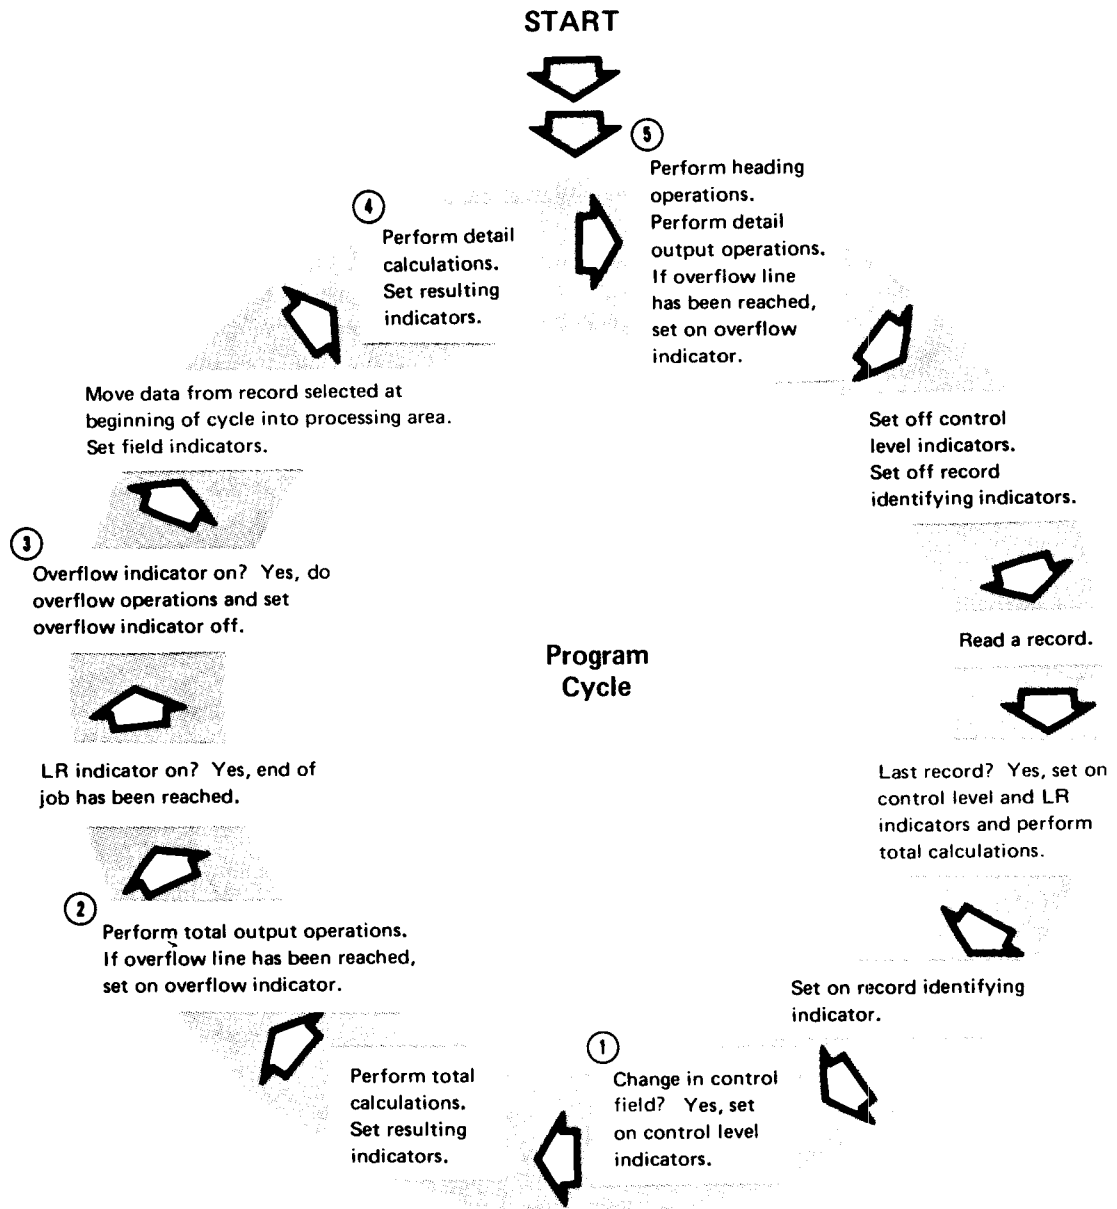 START
5
Perform heading
operations.
Perform detail
output operations.
If overflow line
has been reached,
set on overflow
indicator.
Set off control
level indicators.
Set off record
identifying indicators.
Read a record.
Last record? Yes, set on
control level and LR
indicators and perform
total calculations.
Set on record identifying
indicator.
1
Change in control
field? Yes, set
on control level
indicators.
Perform total
calculations.
Set resulting
indicators.
2
Perform total output operations.
If overflow line has been reached,
set on overflow indicator.
LR indicator on? Yes, end of
job has been reached.
3
Overflow indicator on? Yes, do
overflow operations and set
overflow indicator off.
Move data from record selected at
beginning of cycle into processing area.
Set field indicators.
4
Perform detail
calculations.
Set resulting
indicators.
Program
Cycle